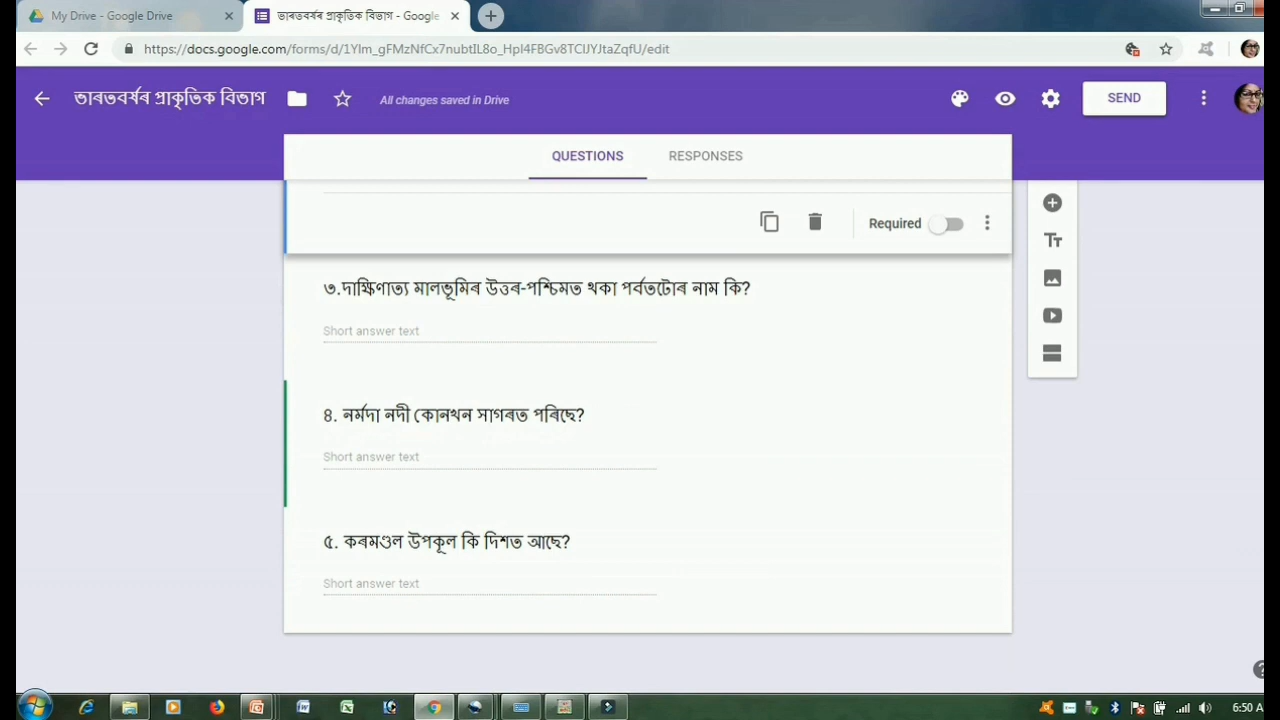 My Drive - Google Drive
ভাৰতবৰ্ষৰ প্ৰাকৃতিক বিভাগ - Google
https://docs.google.com/forms/d/1Ylm_gFMzNfCx7nubtIL8o_Hpl4FBGv8TCIJYJtaZqfU/edit
ভাৰতবৰ্ষৰ প্ৰাকৃতিক বিভাগ
All changes saved in Drive
SEND
QUESTIONS
RESPONSES
Required
৩.দাক্ষিণাত্য মালভূমিৰ উত্তৰ-পশ্চিমত থকা পৰ্বতটোৰ নাম কি?
Short answer text
৪. নৰ্মদা নদী কোনখন সাগৰত পৰিছে?
Short answer text
৫. কৰমণ্ডল উপকূল কি দিশত আছে?
Short answer text
6:50 A